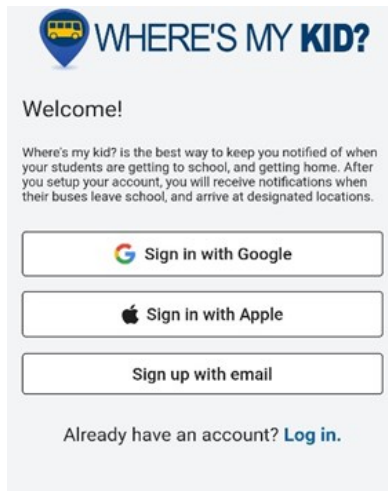 WHERE'S MY KID?
Welcome!
Where's my kid? is the best way to keep you notified of when
your students are getting to school, and getting home. After
you setup your account, you will receive notifications when
their buses leave school, and arrive at designated locations.
Sign in with Google
Sign in with Apple
Sign up with email
Already have an account? Log in.